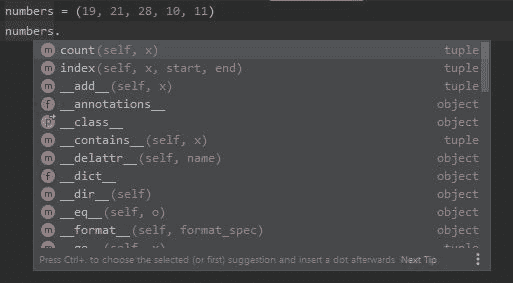 numbers = (19, 21, 28, 10, 11)
numbers.
m count(self, x) tuple
m index(self, x, start, end) tuple
m __add__(self, x) tuple
f __annotations__ object
p __class__ object
m __contains__(self, x) tuple
m __delattr__(self, name) object
f __dict__ object
m __dir__(self) object
m __eq__(self, o) object
m __format__(self, format_spec) object
Press Ctrl+. to choose the selected (or first) suggestion and insert a dot afterwards Next Tip